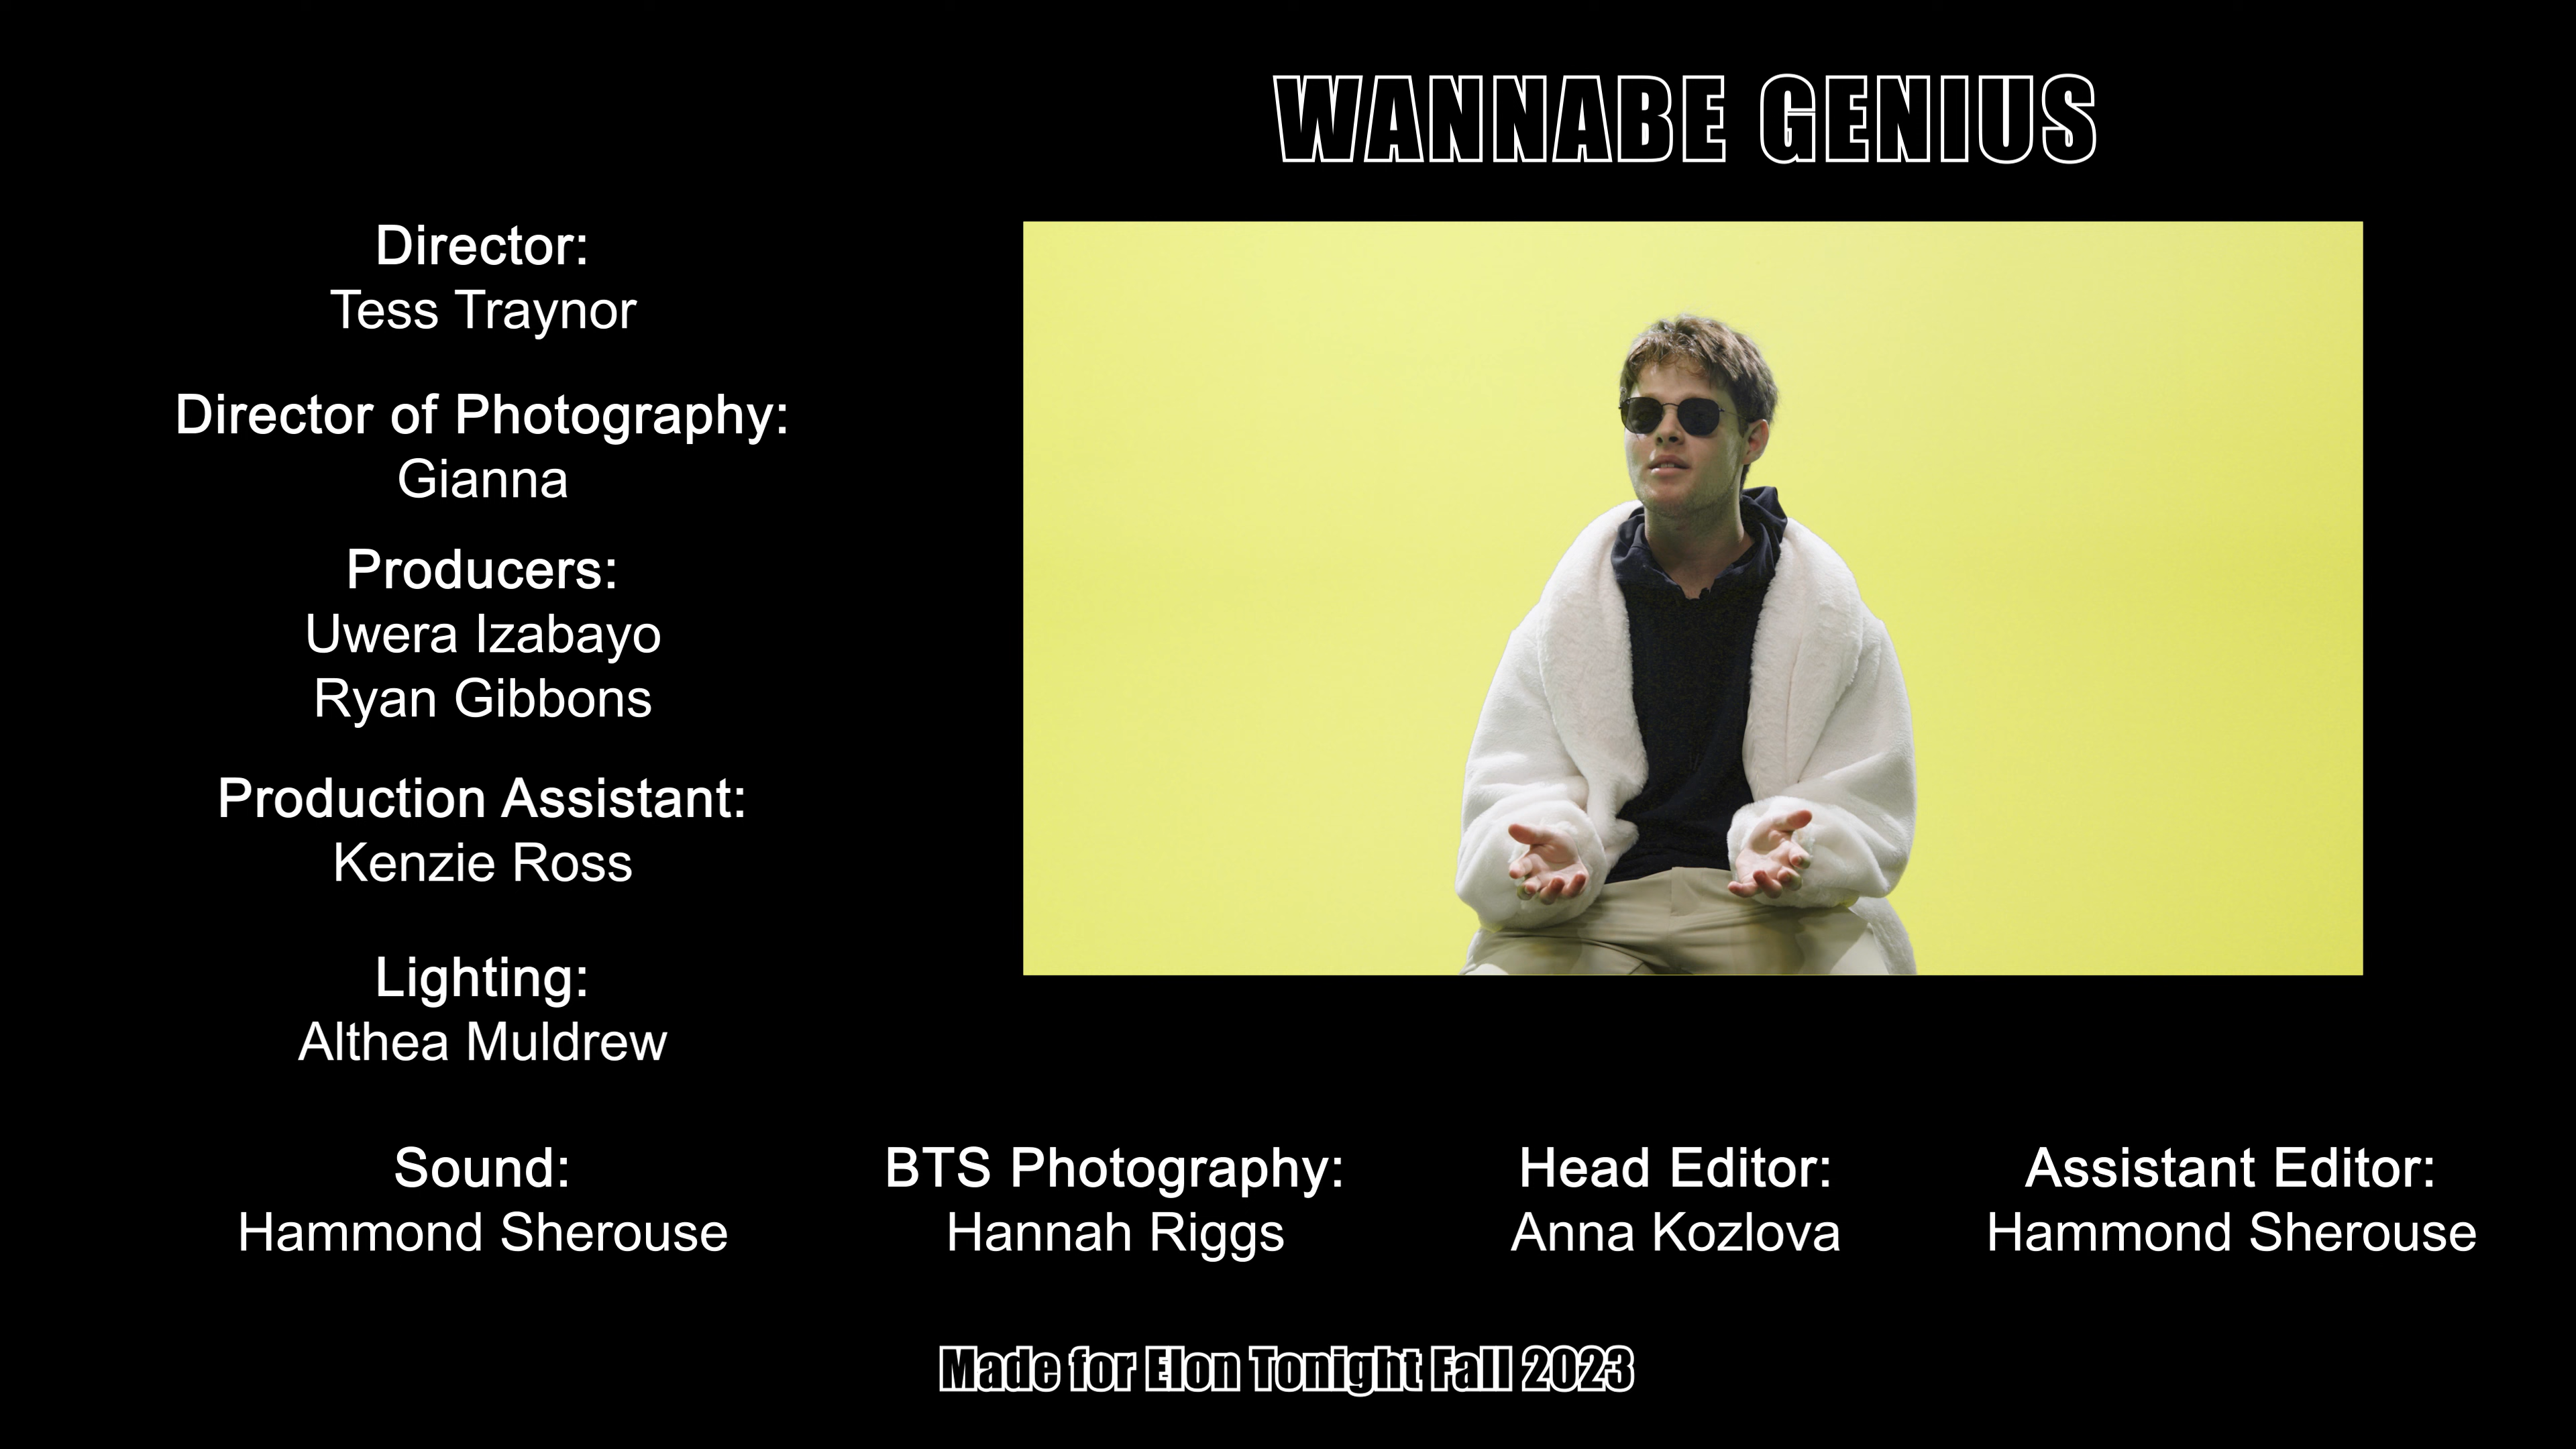 WANNABE GENIUS
Director:
Tess Traynor
Director of Photography:
Gianna
Producers:
Uwera Izabayo
Ryan Gibbons
Production Assistant:
Kenzie Ross
Lighting:
Althea Muldrew
Sound:
Hammond Sherouse
BTS Photography:
Hannah Riggs
Head Editor:
Anna Kozlova
Assistant Editor:
Hammond Sherouse
Made for Elon Tonight Fall 2023